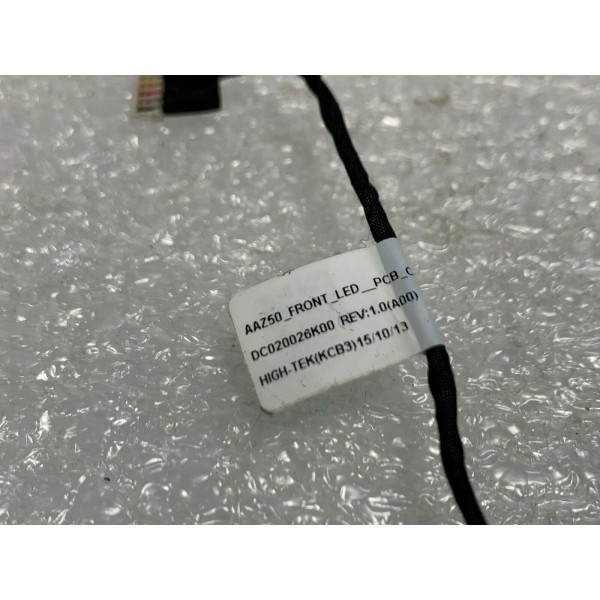 AAZ50_FRONT_LED__PCB_C
DC020026K00 REV:1.0(A00)
HIGH-TEK(KCB3)15/10/13